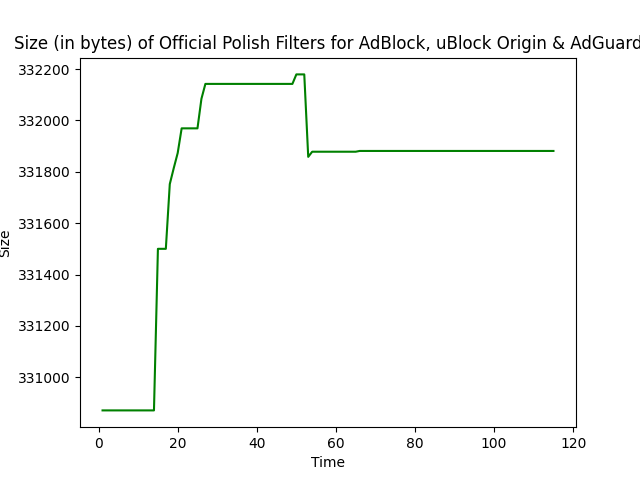 Size (in bytes) of Official Polish Filters for AdBlock, uBlock Origin & AdGuard
332200
332000
331800
331600
331400
331200
331000
Size
0 20 40 60 80 100 120
Time